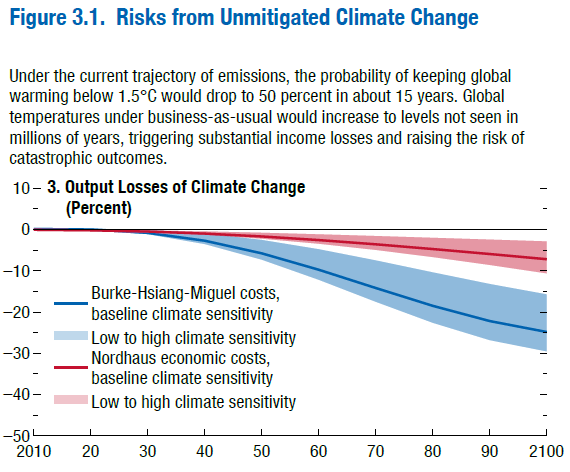 Figure 3.1. Risks from Unmitigated Climate Change
Under the current trajectory of emissions, the probability of keeping global
warming below 1.5°C would drop to 50 percent in about 15 years. Global
temperatures under business-as-usual would increase to levels not seen in
millions of years, triggering substantial income losses and raising the risk of
catastrophic outcomes.
3. Output Losses of Climate Change
(Percent)
10
0
–10
–20
–30
–40
–50
Burke-Hsiang-Miguel costs,
baseline climate sensitivity
Low to high climate sensitivity
Nordhaus economic costs,
baseline climate sensitivity
Low to high climate sensitivity
2010 20 30 40 50 60 70 80 90 2100